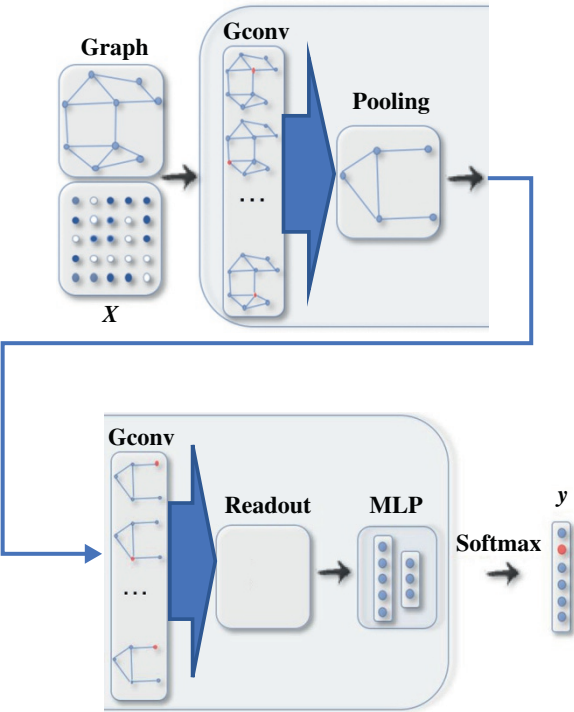 Graph
Gconv
Pooling
...
X
Gconv
Readout
MLP
Softmax
y
...